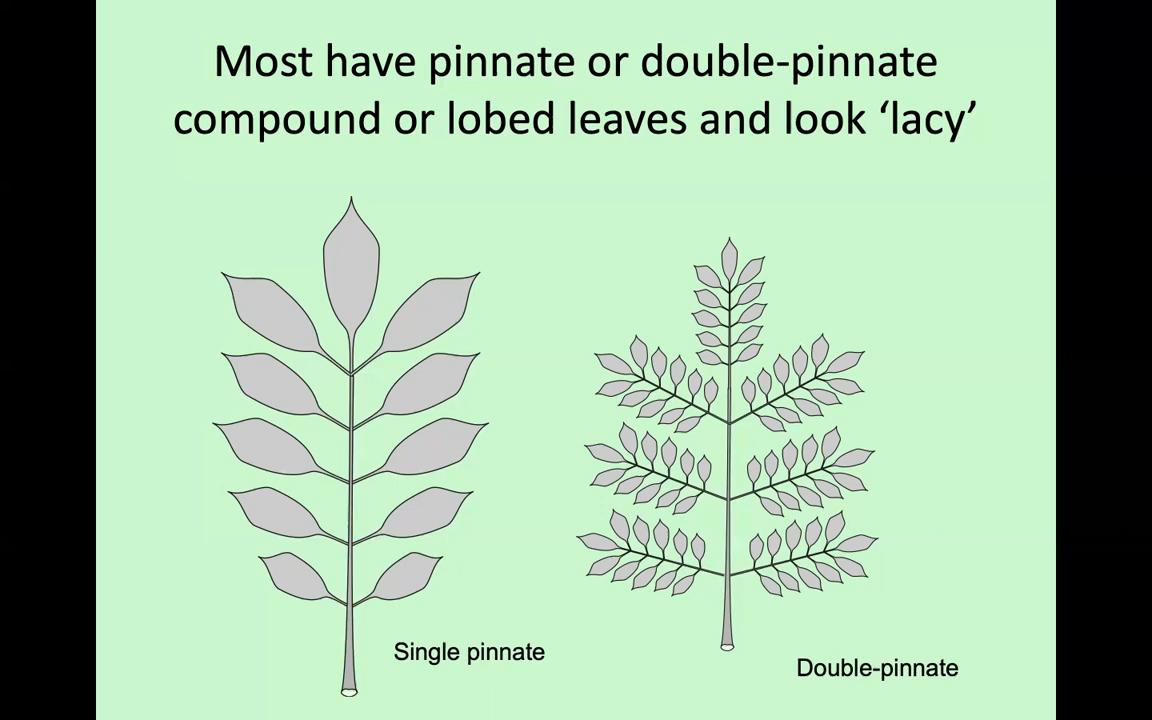 Most have pinnate or double-pinnate
compound or lobed leaves and look ‘lacy’
Single pinnate
Double-pinnate